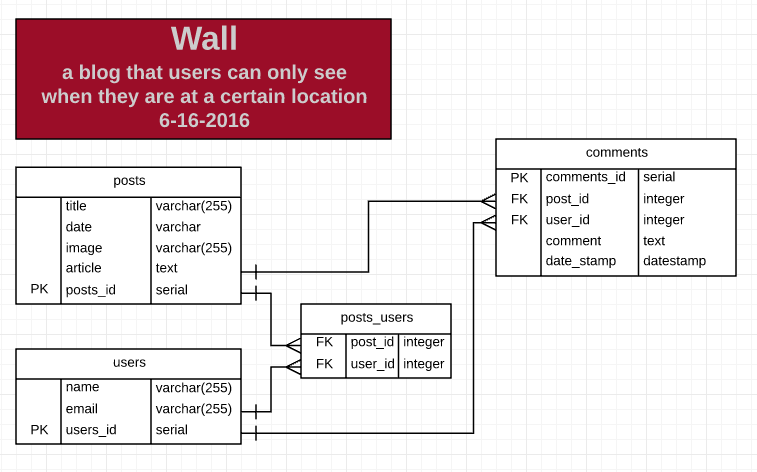 Wall
a blog that users can only see
when they are at a certain location
6-16-2016
posts
title varchar(255)
date varchar
image varchar(255)
article text
PK posts_id serial
users
name varchar(255)
email varchar(255)
PK users_id serial
posts_users
FK post_id integer
FK user_id integer
comments
PK comments_id serial
FK post_id integer
FK user_id integer
comment text
date_stamp datestamp